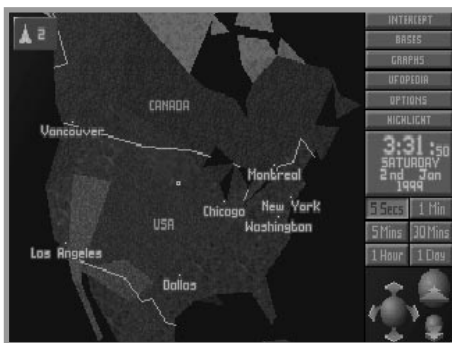 2
CANADA
Vancouver
Montreal
Chicago
New York
Washington
USA
Los Angeles
Dallas
INTERCEPT
BASES
GRAPHS
UFOPEDIA
OPTIONS
HIGHLIGHT
3:31:50
SATURDAY
2nd Jan
1999
5 Secs 1 Min
5 Mins 30 Mins
1 Hour 1 Day